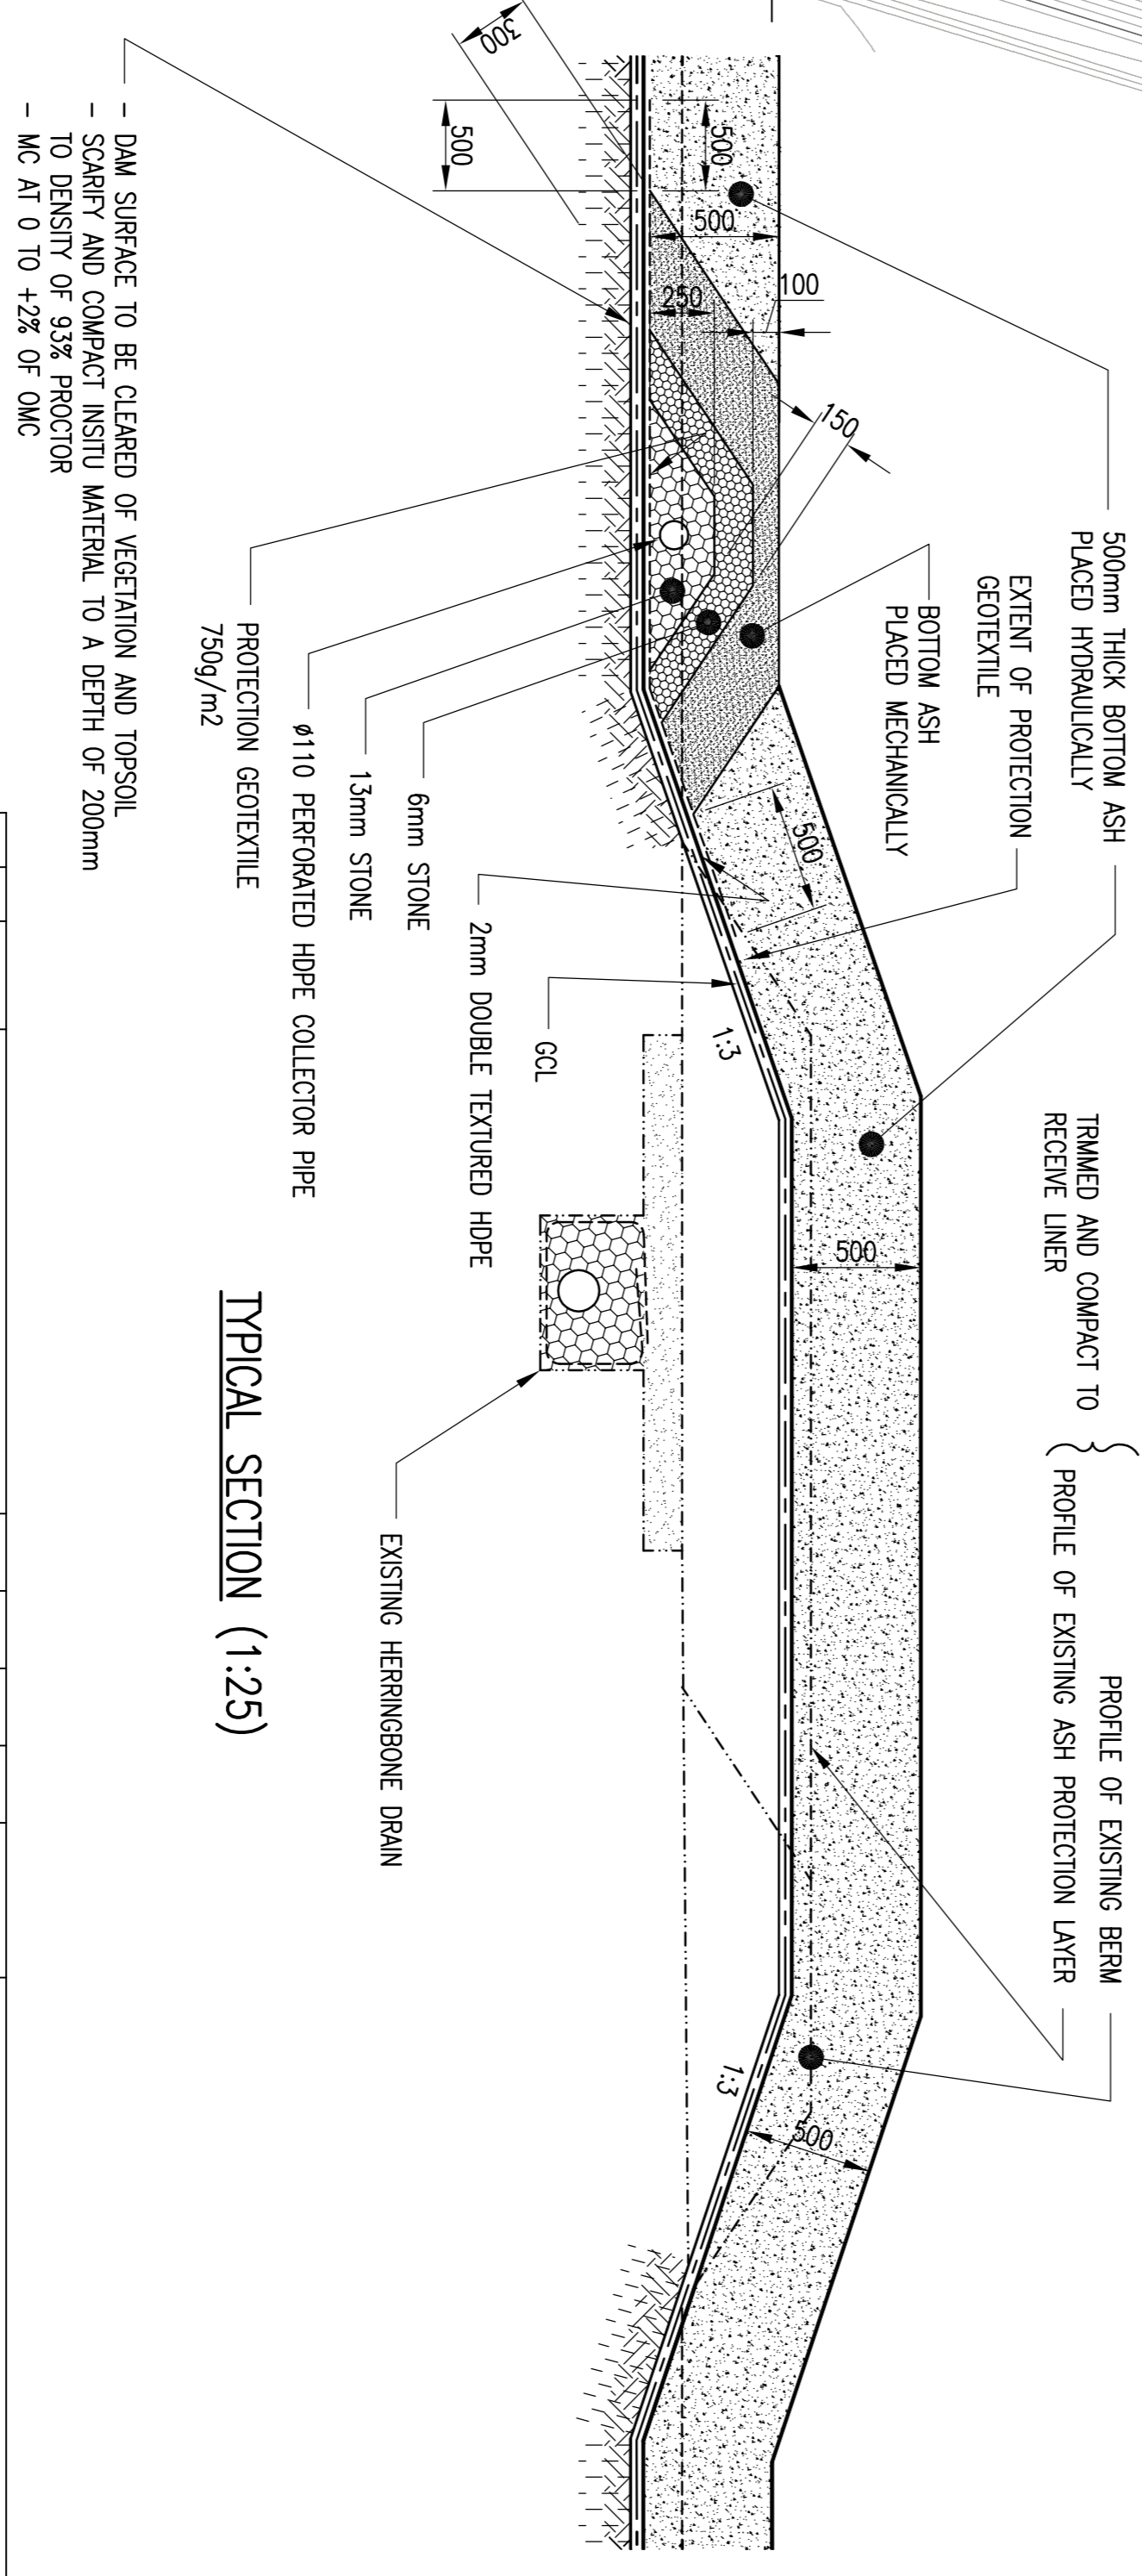 500mm THICK BOTTOM ASH
PLACED HYDRAULICALLY
EXTENT OF PROTECTION
GEOTEXTILE
BOTTOM ASH
PLACED MECHANICALLY
TRMMED AND COMPACT TO
RECEIVE LINER
PROFILE OF EXISTING BERM
PROFILE OF EXISTING ASH PROTECTION LAYER
300
500
500
500
250
100
150
500
1:3
500
1:3
500
2mm DOUBLE TEXTURED HDPE
GCL
6mm STONE
13mm STONE
ø110 PERFORATED HDPE COLLECTOR PIPE
PROTECTION GEOTEXTILE
750g/m2
EXISTING HERRINGBONE DRAIN
- DAM SURFACE TO BE CLEARED OF VEGETATION AND TOPSOIL
- SCARIFY AND COMPACT INSITU MATERIAL TO A DEPTH OF 200mm
TO DENSITY OF 93% PROCTOR
- MC AT 0 TO +2% OF OMC
TYPICAL SECTION (1:25)